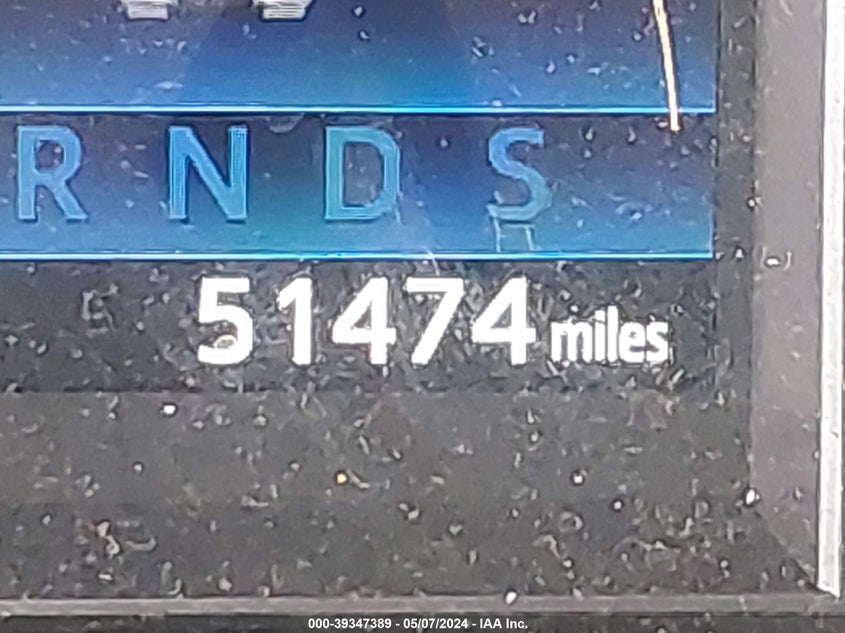 R N D S
51474 miles
000-39347389 - 05/07/2024 - IAA Inc.